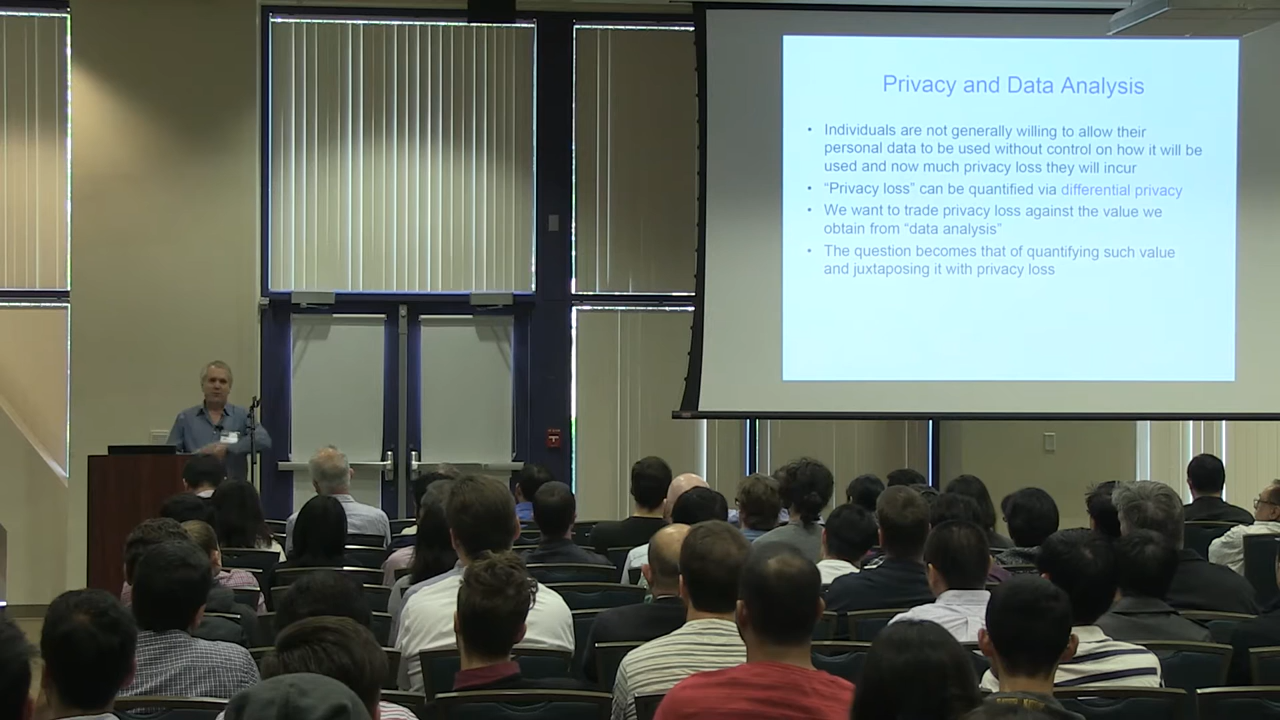 Privacy and Data Analysis
• Individuals are not generally willing to allow their
personal data to be used without control on how it will be
used and now much privacy loss they will incur
• “Privacy loss” can be quantified via differential privacy
• We want to trade privacy loss against the value we
obtain from “data analysis”
• The question becomes that of quantifying such value
and juxtaposing it with privacy loss